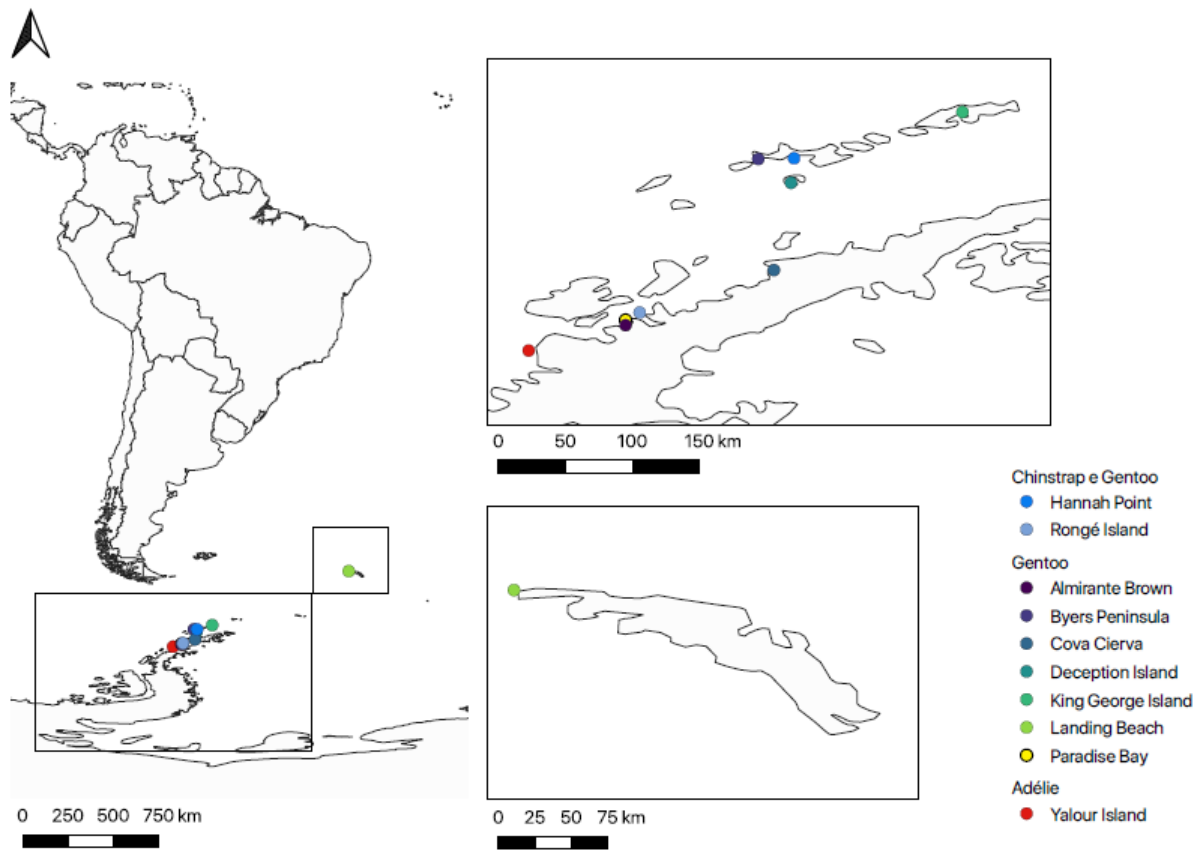 0 50 100 150 km
Chinstrap e Gentoo
Hannah Point
Rongé Island
Gentoo
Almirante Brown
Byers Peninsula
Cova Cierva
Deception Island
King George Island
Landing Beach
Paradise Bay
Adélie
Yalour Island
0 250 500 750 km
0 25 50 75 km